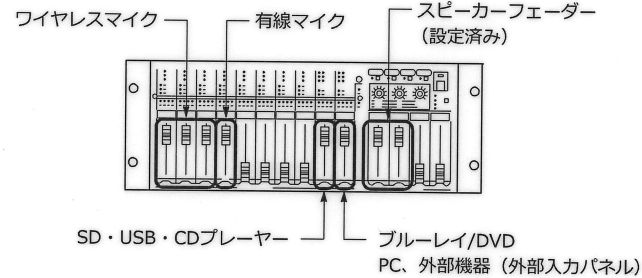 ワイヤレスマイク
有線マイク
スピーカーフェーダー
（設定済み）
SD・USB・CDプレーヤー
ブルーレイ/DVD
PC、外部機器（外部入力パネル）